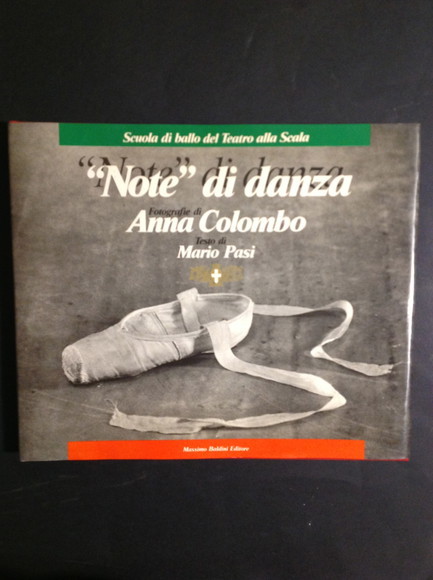 Scuola di ballo del Teatro alla Scala
"Note" di danza
Fotografie di
Anna Colombo
Testo di
Mario Pasi
Massimo Baldini Editore